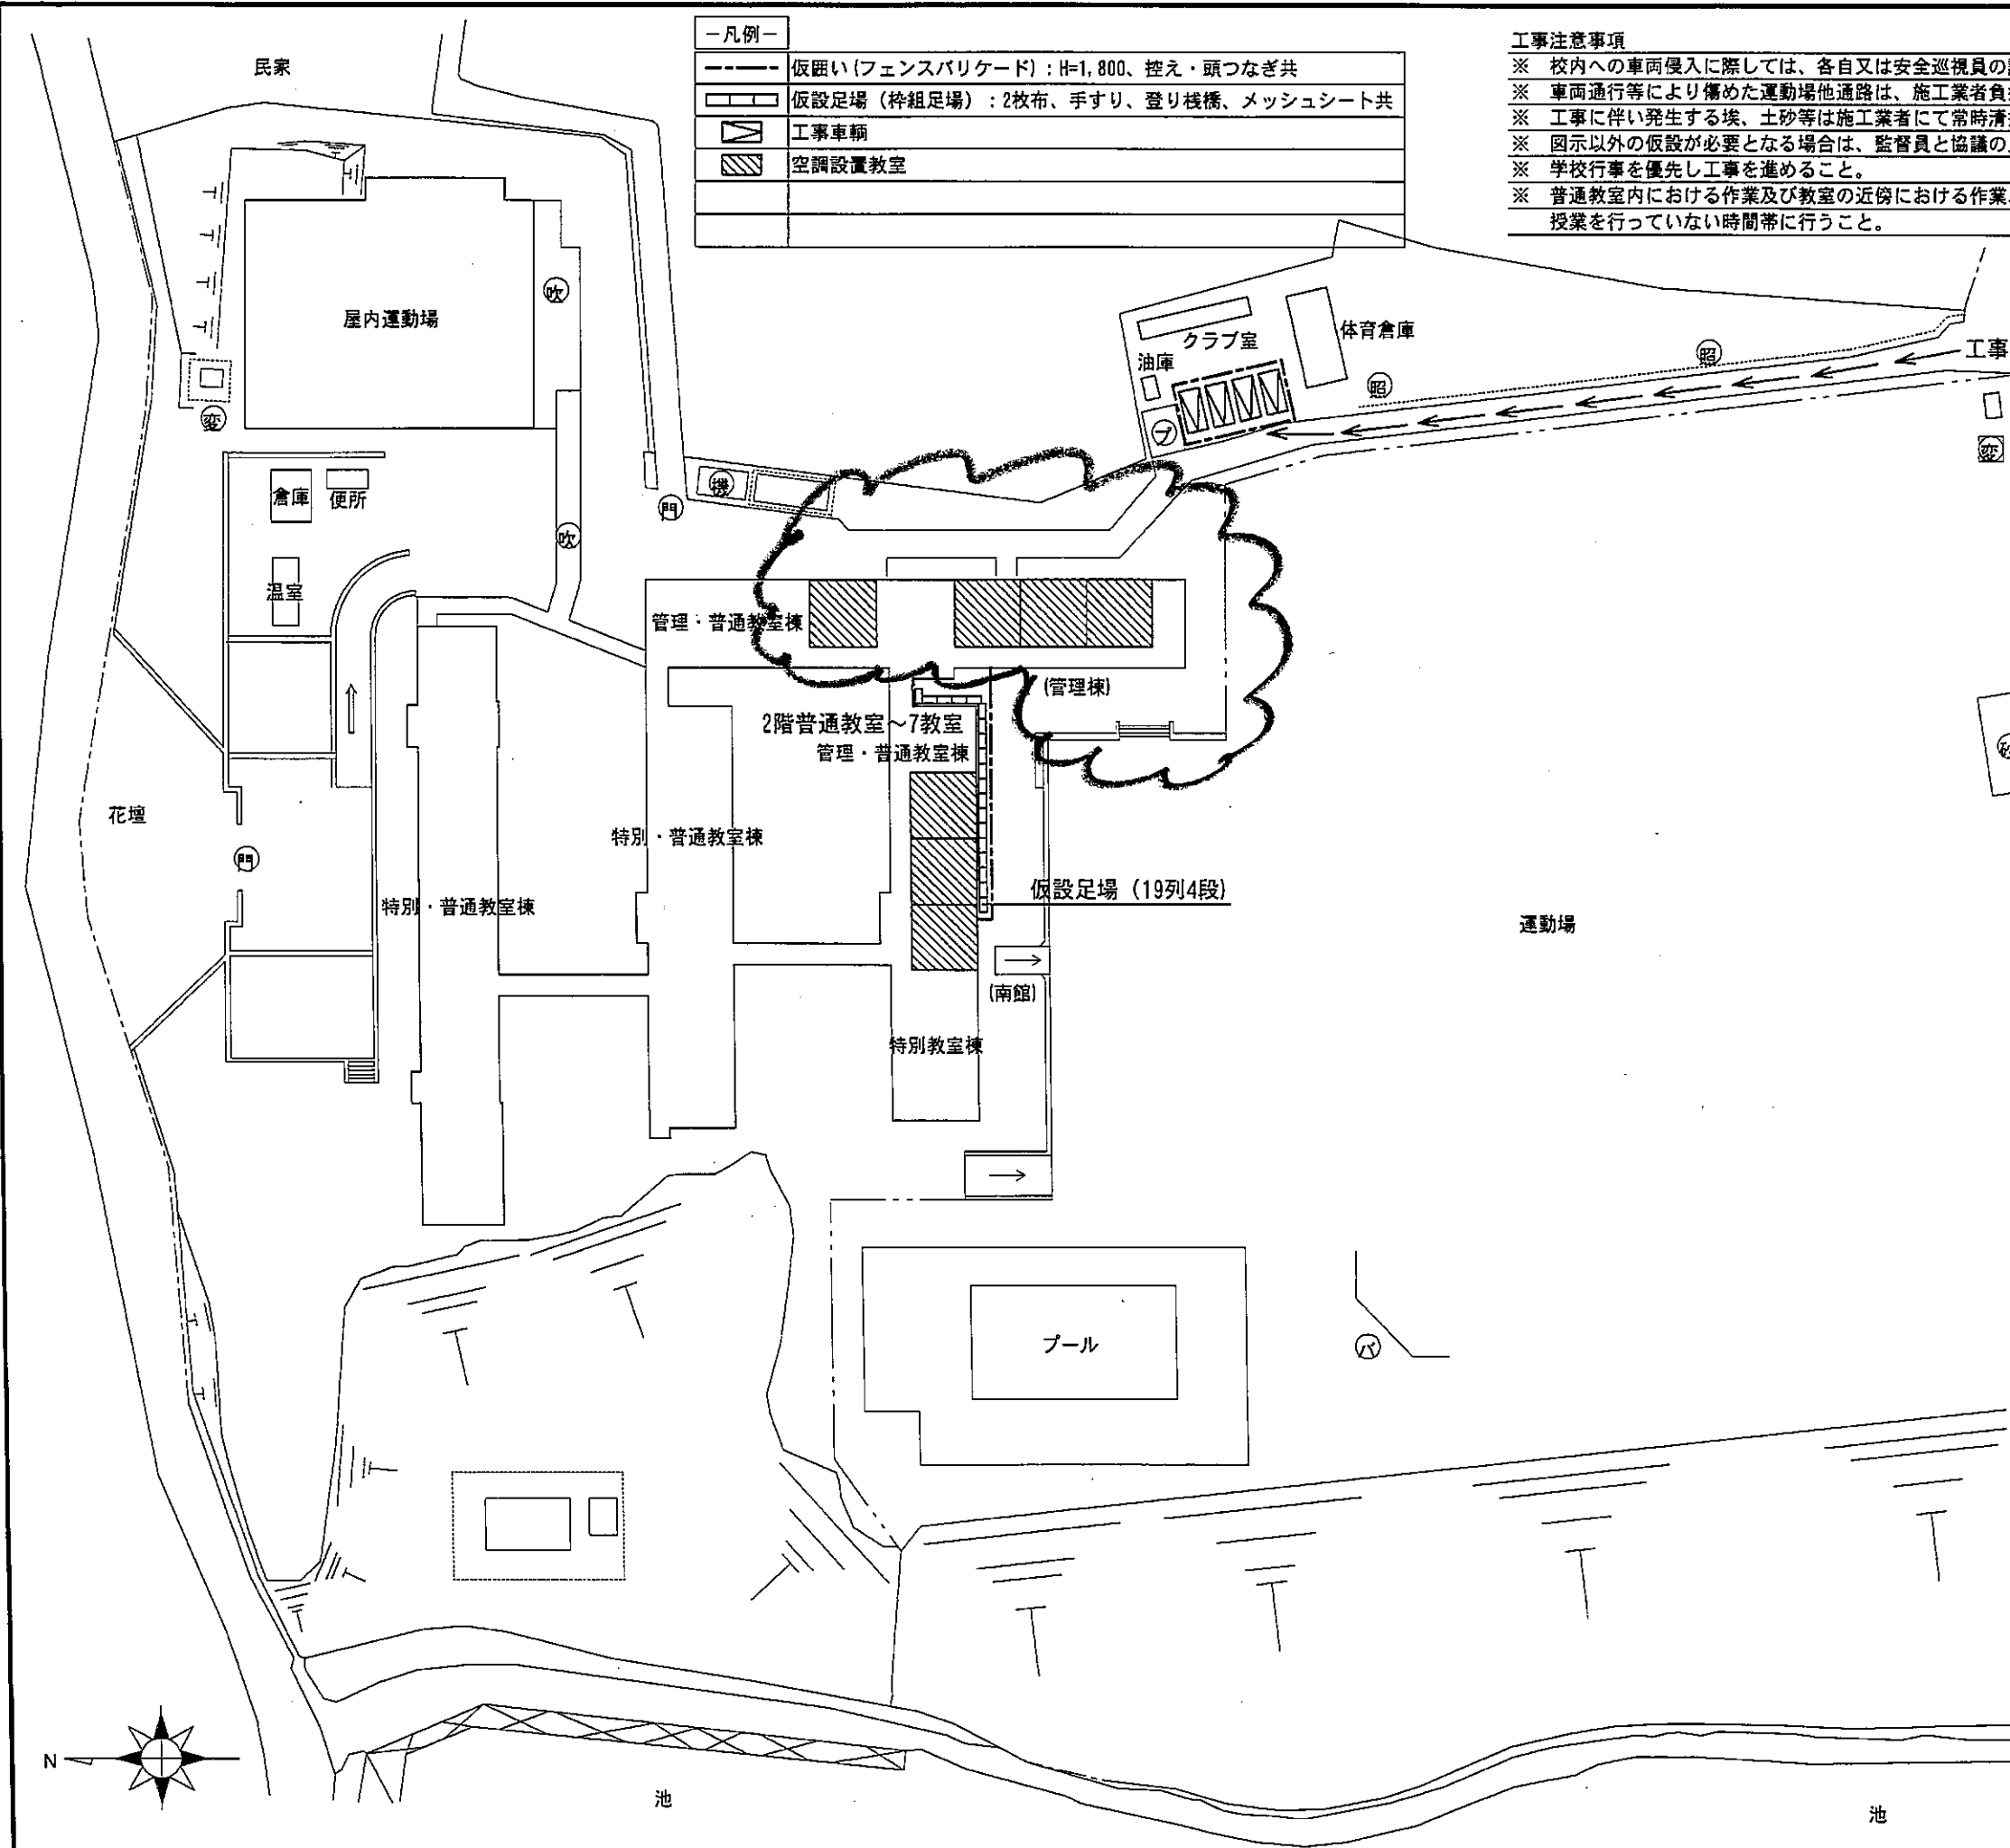 民家
－凡例－
仮囲い(フェンスバリケード)：H=1,800、控え・頭つなぎ共
仮設足場（枠組足場）：2枚布、手すり、登り桟橋、メッシュシート共
工事車輌
空調設置教室
工事注意事項
※ 校内への車両侵入に際しては、各自又は安全巡視員の
※ 車両通行等により傷めた運動場他通路は、施工業者負
※ 工事に伴い発生する埃、土砂等は施工業者にて常時清
※ 図示以外の仮設が必要となる場合は、監督員と協議の
※ 学校行事を優先し工事を進めること。
※ 普通教室内における作業及び教室の近傍における作業
授業を行っていない時間帯に行うこと。
屋内運動場
吹
クラブ室
体育倉庫
油庫
照
照
工事
変
プ
変
倉庫
便所
機
門
吹
温室
管理・普通教室棟
(管理棟)
2階普通教室～7教室
管理・普通教室棟
花壇
門
特別・普通教室棟
特別・普通教室棟
仮設足場（19列4段）
運動場
(南館)
特別教室棟
プール
バ
N
池
池